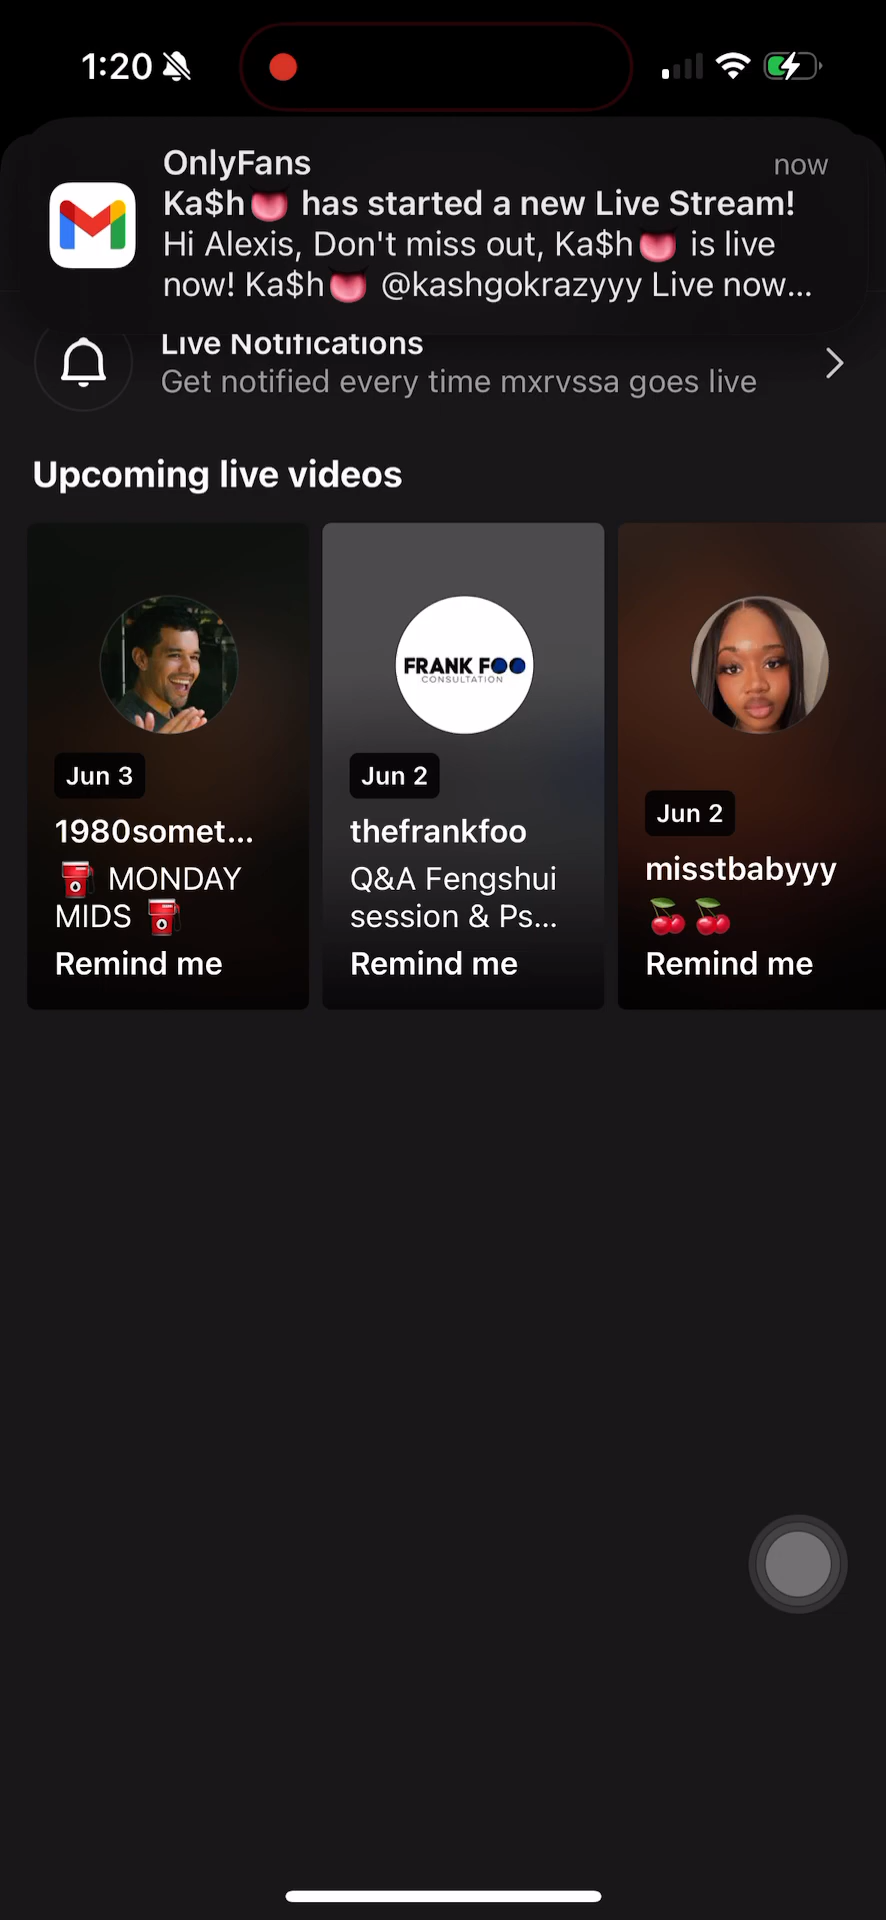 1:20
OnlyFans
now
Ka$h👅 has started a new Live Stream!
Hi Alexis, Don't miss out, Ka$h👅 is live
now! Ka$h👅 @kashgokrazyyy Live now...
Live Notifications
Get notified every time mxrvssa goes live
Upcoming live videos
Jun 3
1980somet...
⛽ MONDAY
MIDS ⛽
Remind me
FRANK FOO
CONSULTATION
Jun 2
thefrankfoo
Q&A Fengshui
session & Ps...
Remind me
Jun 2
misstbabyyy
🍒🍒
Remind me